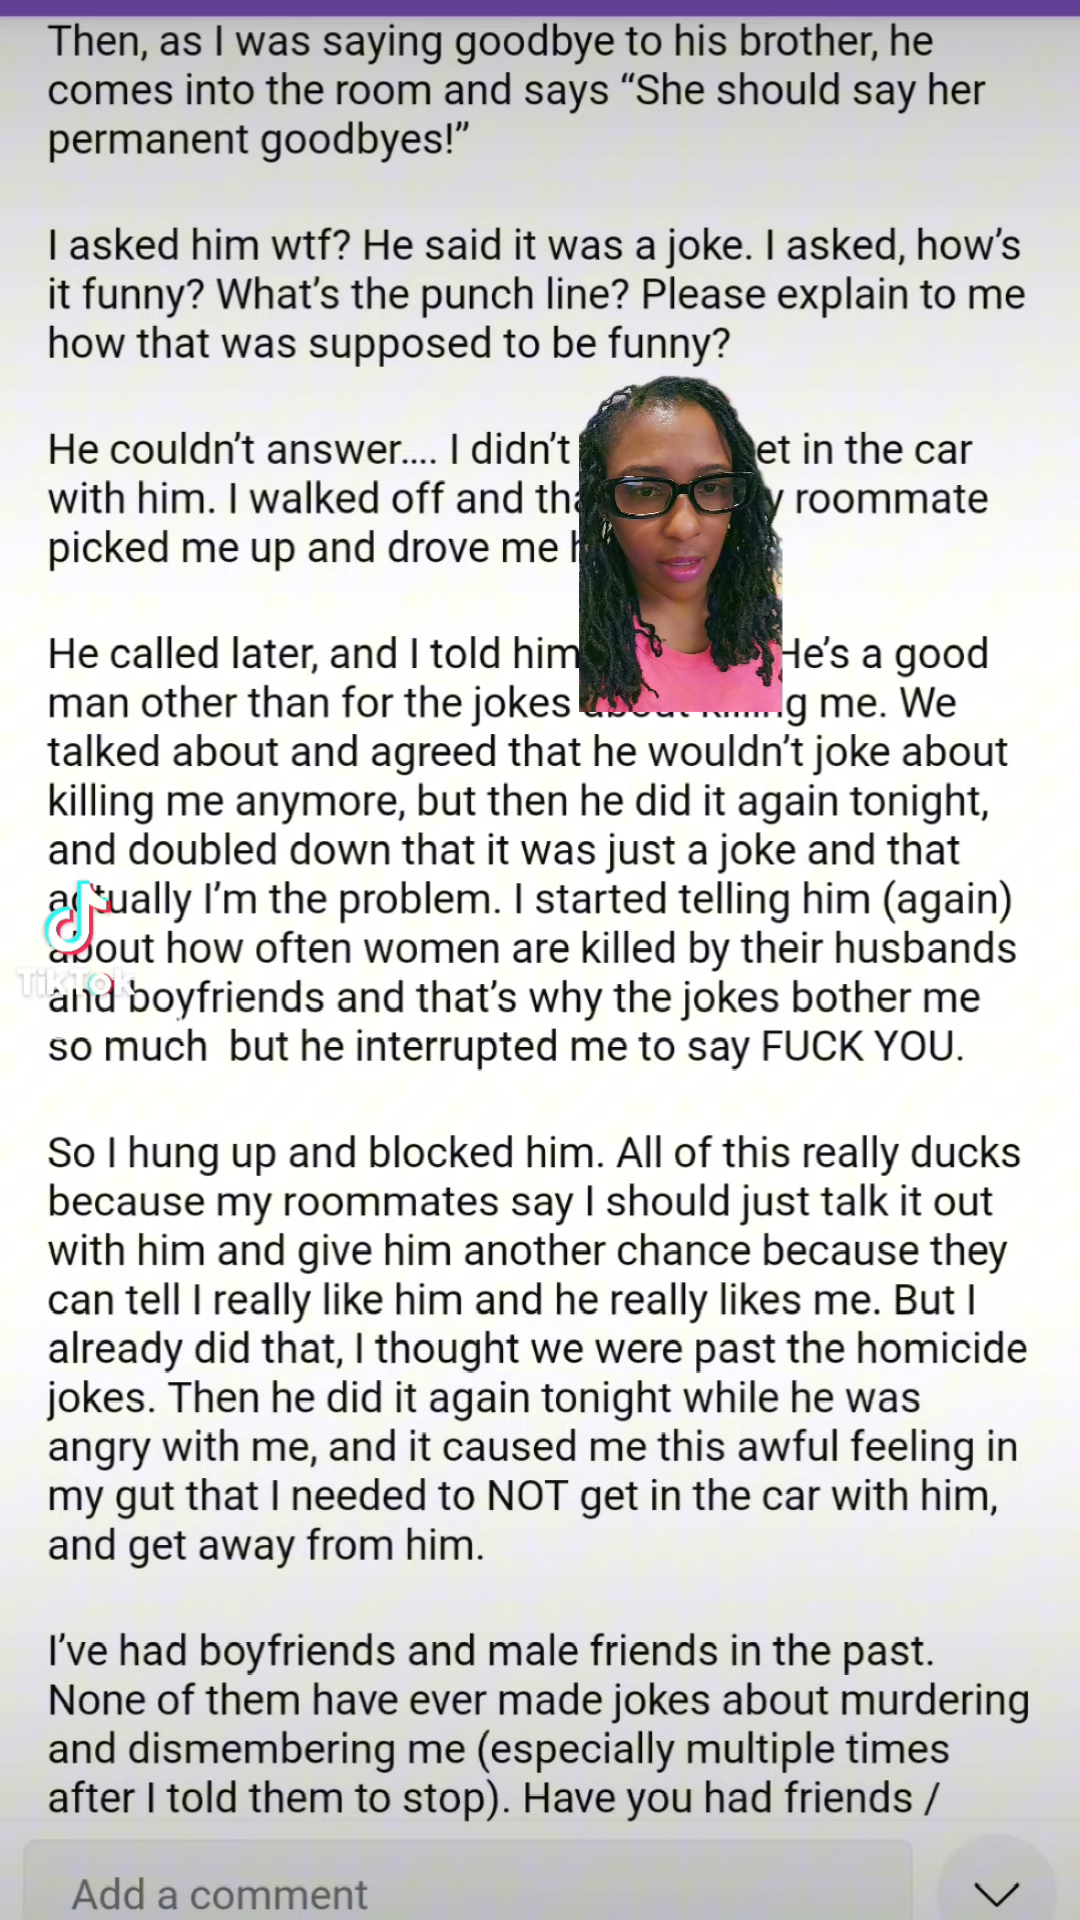 Then, as I was saying goodbye to his brother, he
comes into the room and says “She should say her
permanent goodbyes!”
I asked him wtf? He said it was a joke. I asked, how’s
it funny? What’s the punch line? Please explain to me
how that was supposed to be funny?
He couldn’t answer.... I didn’t et in the car
with him. I walked off and roommate
picked me up and drove me
He called later, and I told him He’s a good
man other than for the jokes me. We
talked about and agreed that he wouldn’t joke about
killing me anymore, but then he did it again tonight,
and doubled down that it was just a joke and that
actually I’m the problem. I started telling him (again)
about how often women are killed by their husbands
TikTok
and boyfriends and that’s why the jokes bother me
so much but he interrupted me to say FUCK YOU.
So I hung up and blocked him. All of this really ducks
because my roommates say I should just talk it out
with him and give him another chance because they
can tell I really like him and he really likes me. But I
already did that, I thought we were past the homicide
jokes. Then he did it again tonight while he was
angry with me, and it caused me this awful feeling in
my gut that I needed to NOT get in the car with him,
and get away from him.
I’ve had boyfriends and male friends in the past.
None of them have ever made jokes about murdering
and dismembering me (especially multiple times
after I told them to stop). Have you had friends /
Add a comment